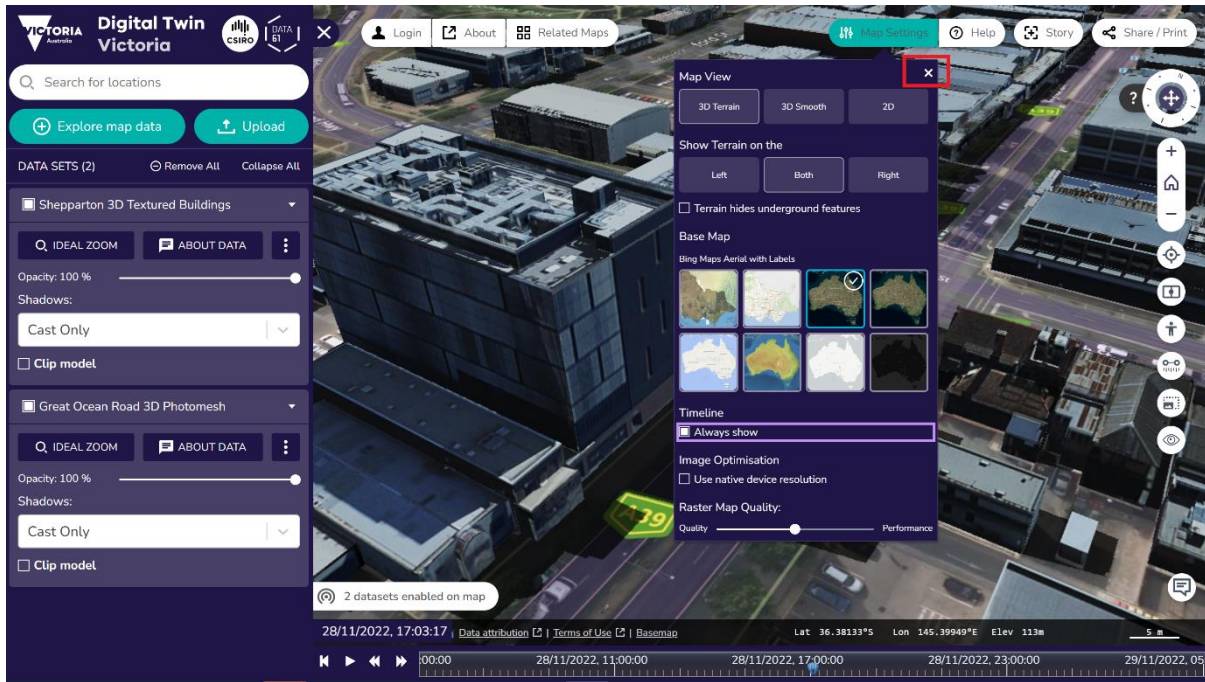 VICTORIA
Australia
Digital Twin
Victoria
CSIRO
DATA
61
Login
About
Related Maps
Map Settings
Help
Story
Share / Print
Search for locations
Explore map data
Upload
DATA SETS (2)
Remove All
Collapse All
Shepparton 3D Textured Buildings
IDEAL ZOOM
ABOUT DATA
Opacity: 100 %
Shadows:
Cast Only
Clip model
Great Ocean Road 3D Photomesh
IDEAL ZOOM
ABOUT DATA
Opacity: 100 %
Shadows:
Cast Only
Clip model
Map View
3D Terrain
3D Smooth
2D
Show Terrain on the
Left
Both
Right
Terrain hides underground features
Base Map
Bing Maps Aerial with Labels
Timeline
Always show
Image Optimisation
Use native device resolution
Raster Map Quality:
Quality
Performance
N
?
A39
2 datasets enabled on map
28/11/2022, 17:03:17
Data attribution | Terms of Use | Basemap
Lat 36.38133°S Lon 145.39949°E Elev 113m
5 m
:00:00
28/11/2022, 11:00:00
28/11/2022, 17:00:00
28/11/2022, 23:00:00
29/11/2022, 05